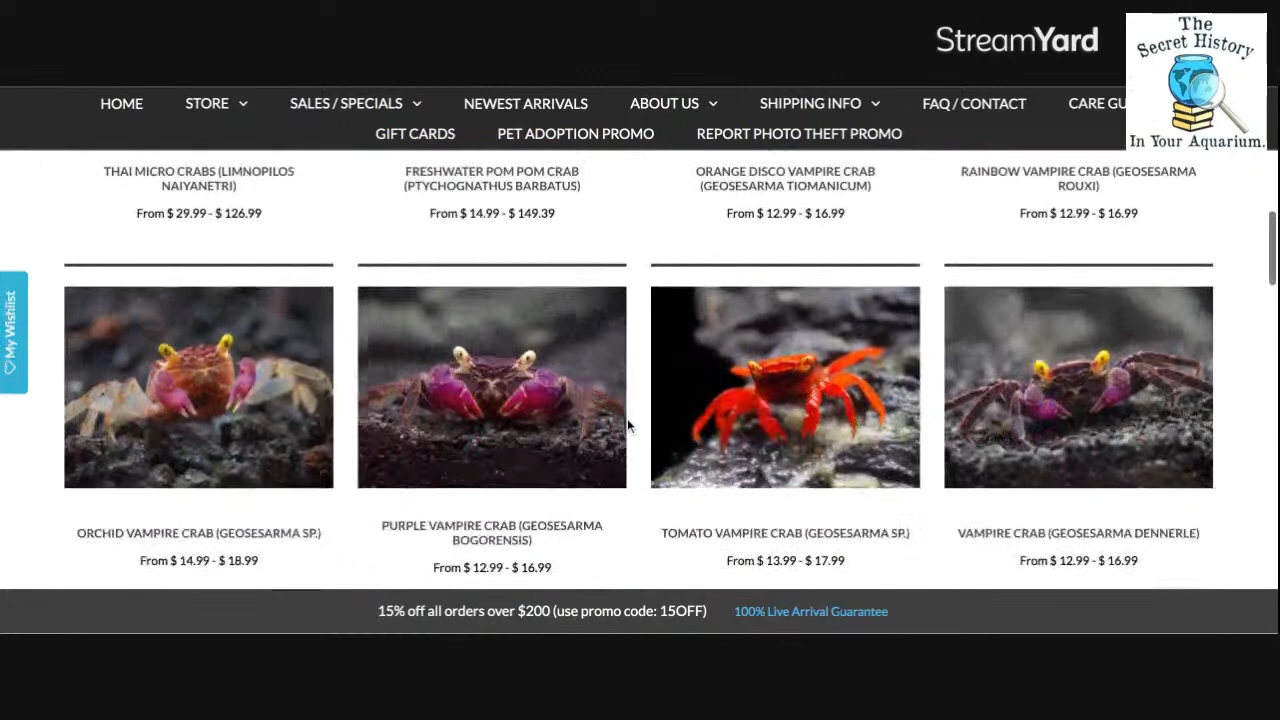 StreamYard
The
Secret History
In Your Aquarium.
HOME STORE SALES / SPECIALS NEWEST ARRIVALS ABOUT US SHIPPING INFO FAQ / CONTACT CARE GU
GIFT CARDS PET ADOPTION PROMO REPORT PHOTO THEFT PROMO
THAI MICRO CRABS (LIMNOPILOS
NAIYANETRI)
From $ 29.99 - $ 126.99
FRESHWATER POM POM CRAB
(PTYCHOGNATHUS BARBATUS)
From $ 14.99 - $ 149.39
ORANGE DISCO VAMPIRE CRAB
(GEOSESARMA TIOMANICUM)
From $ 12.99 - $ 16.99
RAINBOW VAMPIRE CRAB (GEOSESARMA
ROUXI)
From $ 12.99 - $ 16.99
My Wishlist
ORCHID VAMPIRE CRAB (GEOSESARMA SP.)
From $ 14.99 - $ 18.99
PURPLE VAMPIRE CRAB (GEOSESARMA
BOGORENSIS)
From $ 12.99 - $ 16.99
TOMATO VAMPIRE CRAB (GEOSESARMA SP.)
From $ 13.99 - $ 17.99
VAMPIRE CRAB (GEOSESARMA DENNERLE)
From $ 12.99 - $ 16.99
15% off all orders over $200 (use promo code: 15OFF) 100% Live Arrival Guarantee